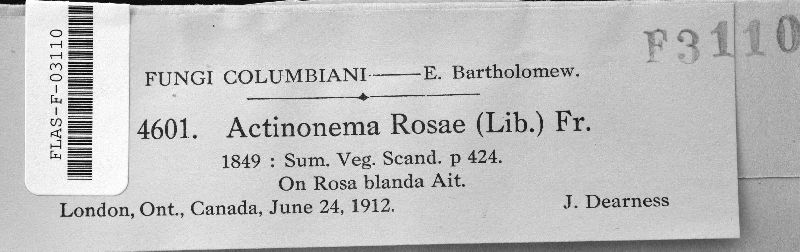 FLAS-F-03110
F3110
FUNGI COLUMBIANI——E. Bartholomew.
4601. Actinonema Rosae (Lib.) Fr.
1849 : Sum. Veg. Scand. p 424.
On Rosa blanda Ait.
London, Ont., Canada, June 24, 1912. J. Dearness